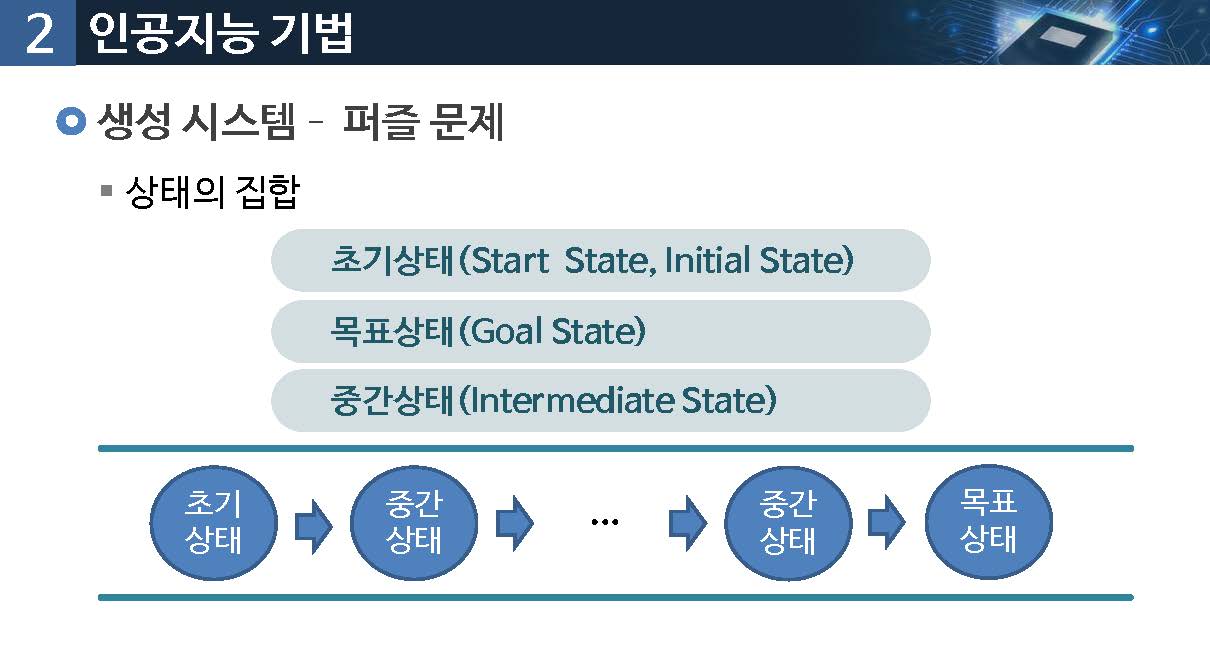 2 인공지능 기법
생성 시스템 - 퍼즐 문제
상태의 집합
초기상태(Start State, Initial State)
목표상태(Goal State)
중간상태(Intermediate State)
초기
상태
중간
상태
...
중간
상태
목표
상태